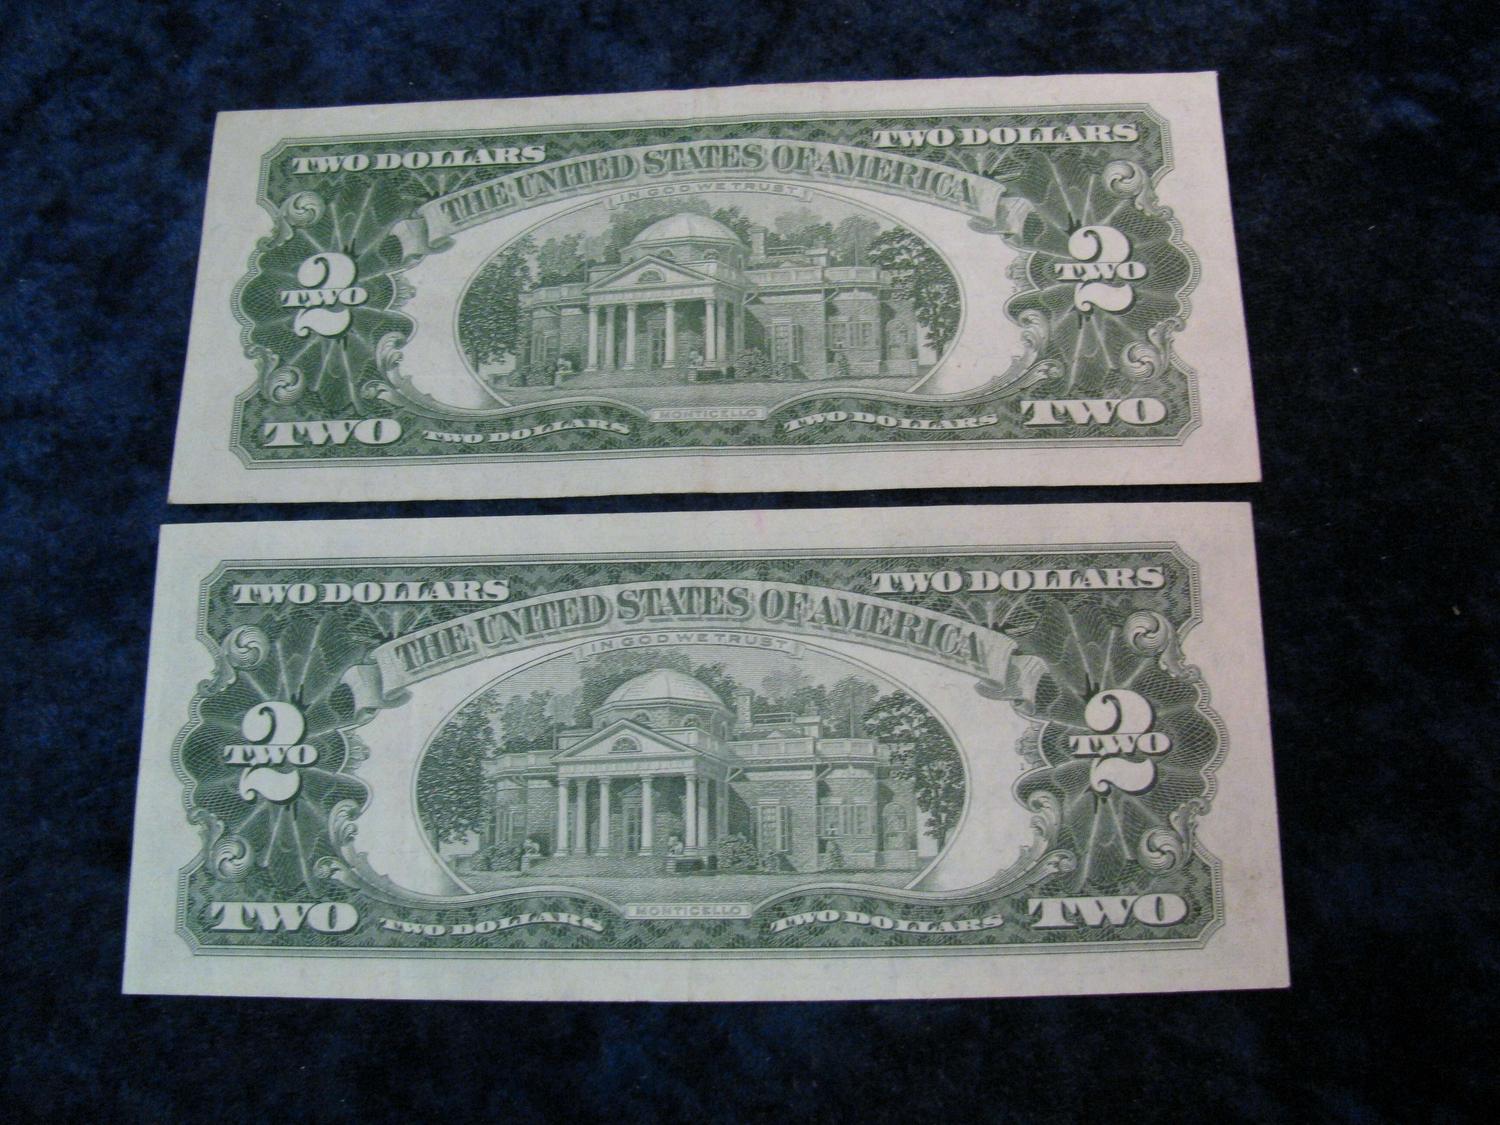 TWO DOLLARS TWO DOLLARS
THE UNITED STATES OF AMERICA
IN GOD WE TRUST
2 2
TWO TWO
MONTICELLO
TWO TWO DOLLARS TWO DOLLARS TWO
TWO DOLLARS TWO DOLLARS
THE UNITED STATES OF AMERICA
IN GOD WE TRUST
2 2
TWO TWO
MONTICELLO
TWO TWO DOLLARS TWO DOLLARS TWO